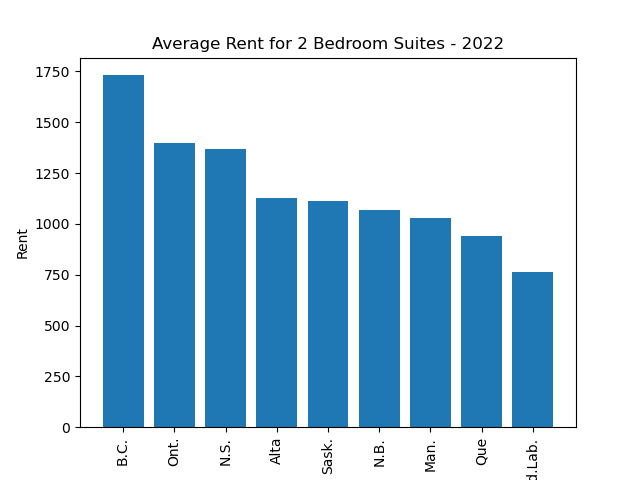 Average Rent for 2 Bedroom Suites - 2022
Rent
1750
1500
1250
1000
750
500
250
0
B.C.
Ont.
N.S.
Alta
Sask.
N.B.
Man.
Que
d.Lab.